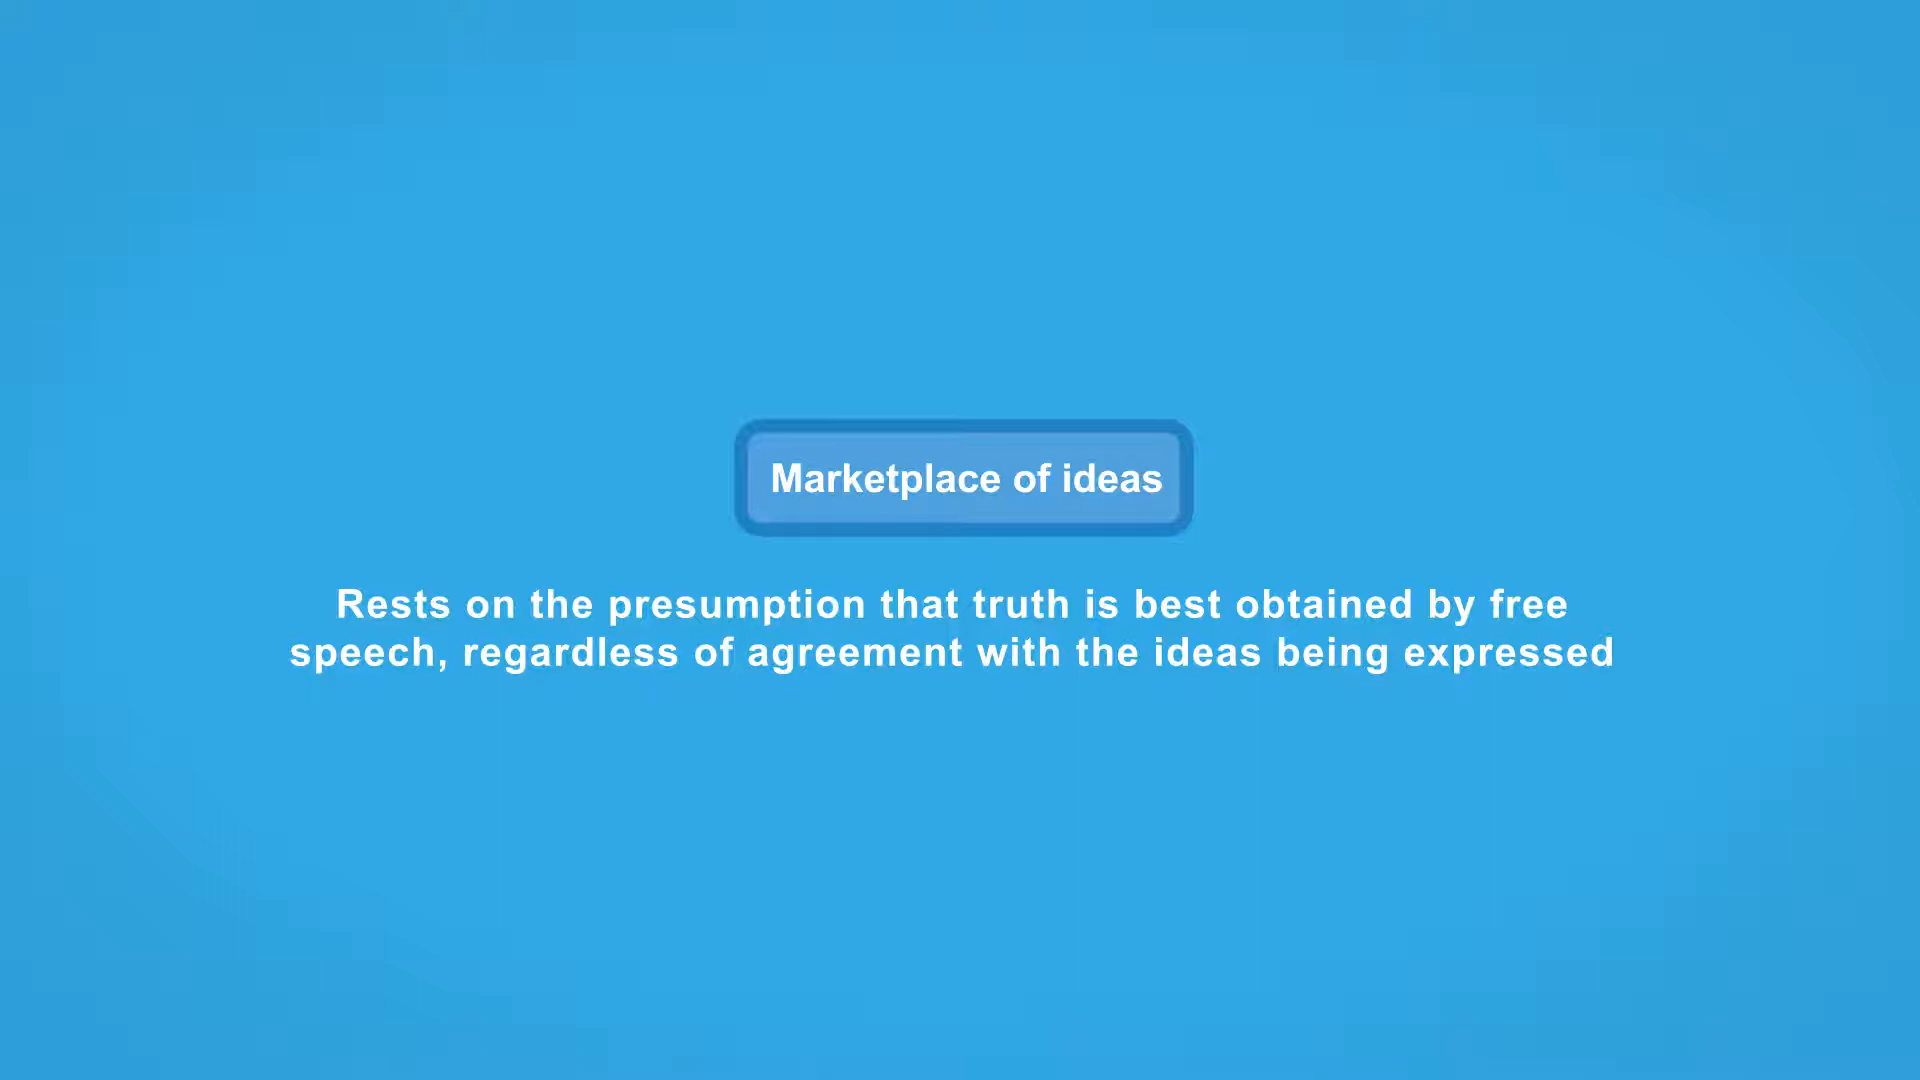 Marketplace of ideas
Rests on the presumption that truth is best obtained by free
speech, regardless of agreement with the ideas being expressed